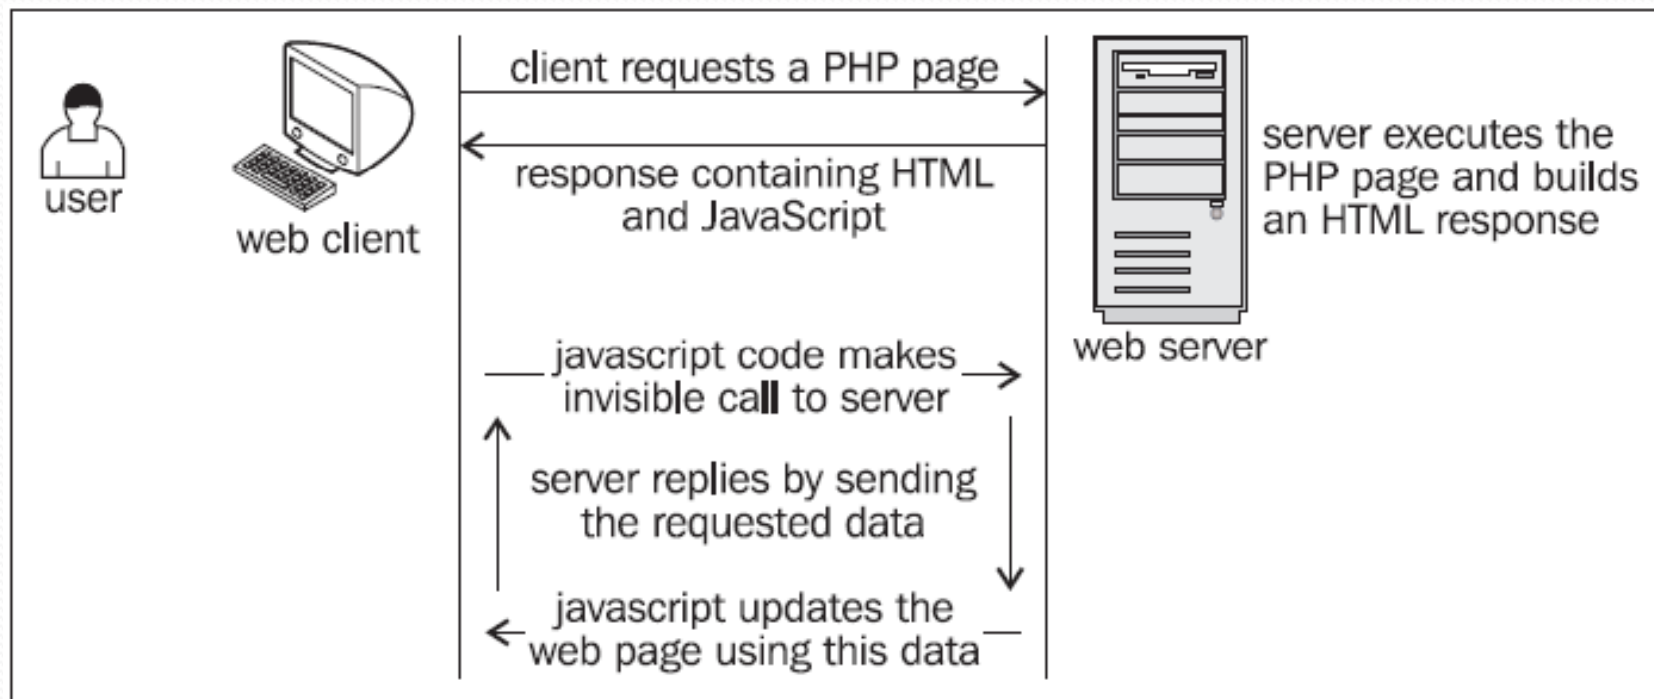 client requests a PHP page
response containing HTML
and JavaScript
user
web client
server executes the
PHP page and builds
an HTML response
web server
javascript code makes
invisible call to server
server replies by sending
the requested data
javascript updates the
web page using this data